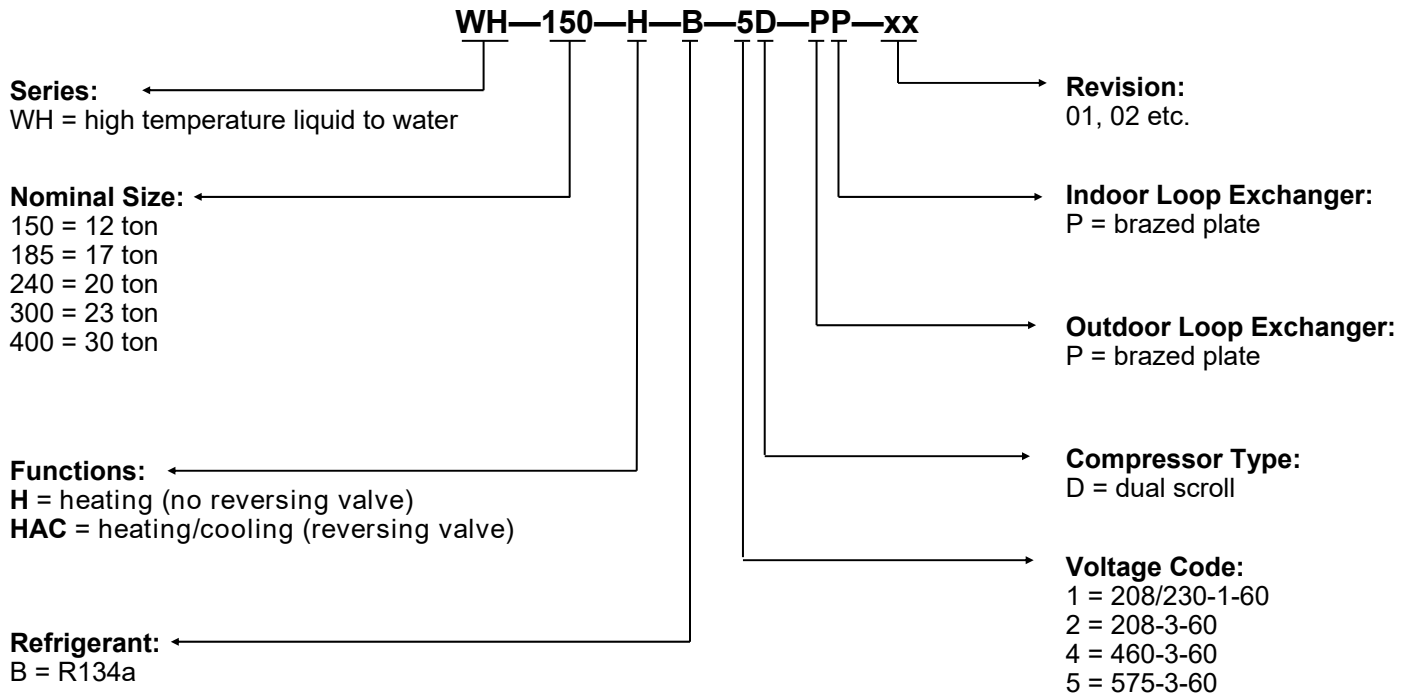 WH—150—H—B—5D—PP—xx
Series:
WH = high temperature liquid to water
Nominal Size:
150 = 12 ton
185 = 17 ton
240 = 20 ton
300 = 23 ton
400 = 30 ton
Functions:
H = heating (no reversing valve)
HAC = heating/cooling (reversing valve)
Refrigerant:
B = R134a
Revision:
01, 02 etc.
Indoor Loop Exchanger:
P = brazed plate
Outdoor Loop Exchanger:
P = brazed plate
Compressor Type:
D = dual scroll
Voltage Code:
1 = 208/230-1-60
2 = 208-3-60
4 = 460-3-60
5 = 575-3-60